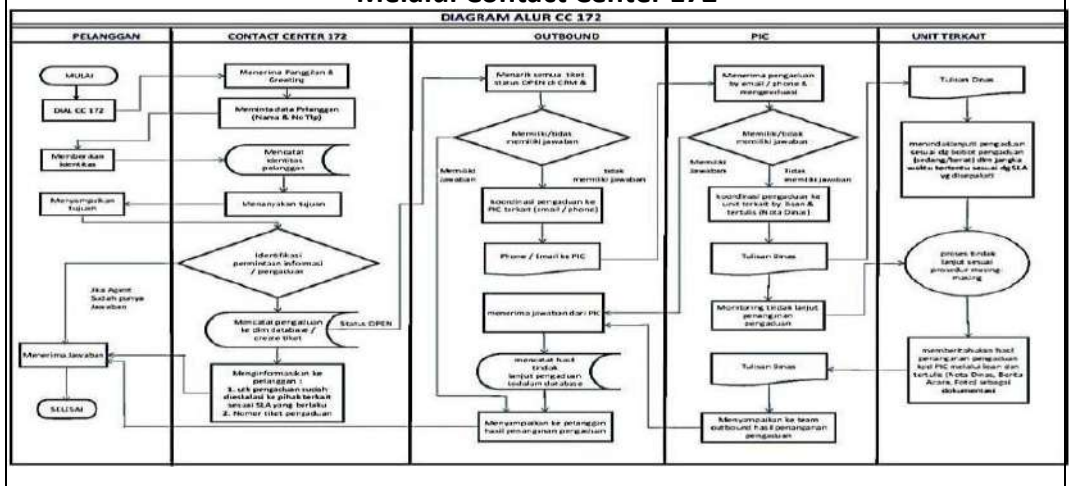 Melalui Contact Center 172
DIAGRAM ALUR CC 172
PELANGGAN
CONTACT CENTER 172
OUTBOUND
PIC
UNIT TERKAIT
MULAI
DIAL CC 172
Memberikan
identitas
Menyampaikan
tujuan
Jika Agent
Sudah punya
Jawaban
Menerima Jawaban
SELESAI
Menerima Panggilan &
Greeting
Meminta data Pelanggan
(Nama & No Tlp)
Mencatat
identitas
pelanggan
Menanyakan tujuan
Identifikasi
permintaan informasi
/ pengaduan
Mencatat pengaduan
ke dlm database /
create tiket
Status OPEN
Menginformasikan ke
pelanggan :
1. utk pengaduan sudah
dieskalasi ke pihak terkait
sesuai SLA yang berlaku
2. Nomer tiket pengaduan
Menarik semua tiket
status OPEN di CRM &
Memiliki/tidak
memiliki jawaban
Memiliki
jawaban
tidak
memiliki jawaban
koordinasi pengaduan ke
PIC terkait (email / phone)
Phone / Email ke PIC
menerima jawaban dari PIC
mencatat hasil
tindak
lanjut pengaduan
kedalam database
Menyampaikan ke pelanggan
hasil penanganan pengaduan
Menerima pengaduan
by email / phone &
mengevaluasi
Memilik/tidak
memiliki jawaban
Memiliki
jawaban
Tidak
memiliki jawaban
koordinasi pengaduan ke
unit terkait by lisan &
tertulis (Nota Dinas)
Tulisan Dinas
Monitoring tindak lanjut
penanganan
pengaduan
Tulisan Dinas
Menyampaikan ke team
outbound hasil penanganan
pengaduan
Tulisan Dinas
menindaklanjuti pengaduan
sesuai dg bobot pengaduan
(sedang/berat) dlm jangka
waktu tertentu sesuai dg SLA
yg disepakati
proses tindak
lanjut sesuai
prosedur masing-
masing
memberitahukan hasil
penanganan pengaduan
kpd PIC melalui lisan dan
tertulis (Nota Dinas, Berita
Acara, Foto) sebagai
dokumentasi